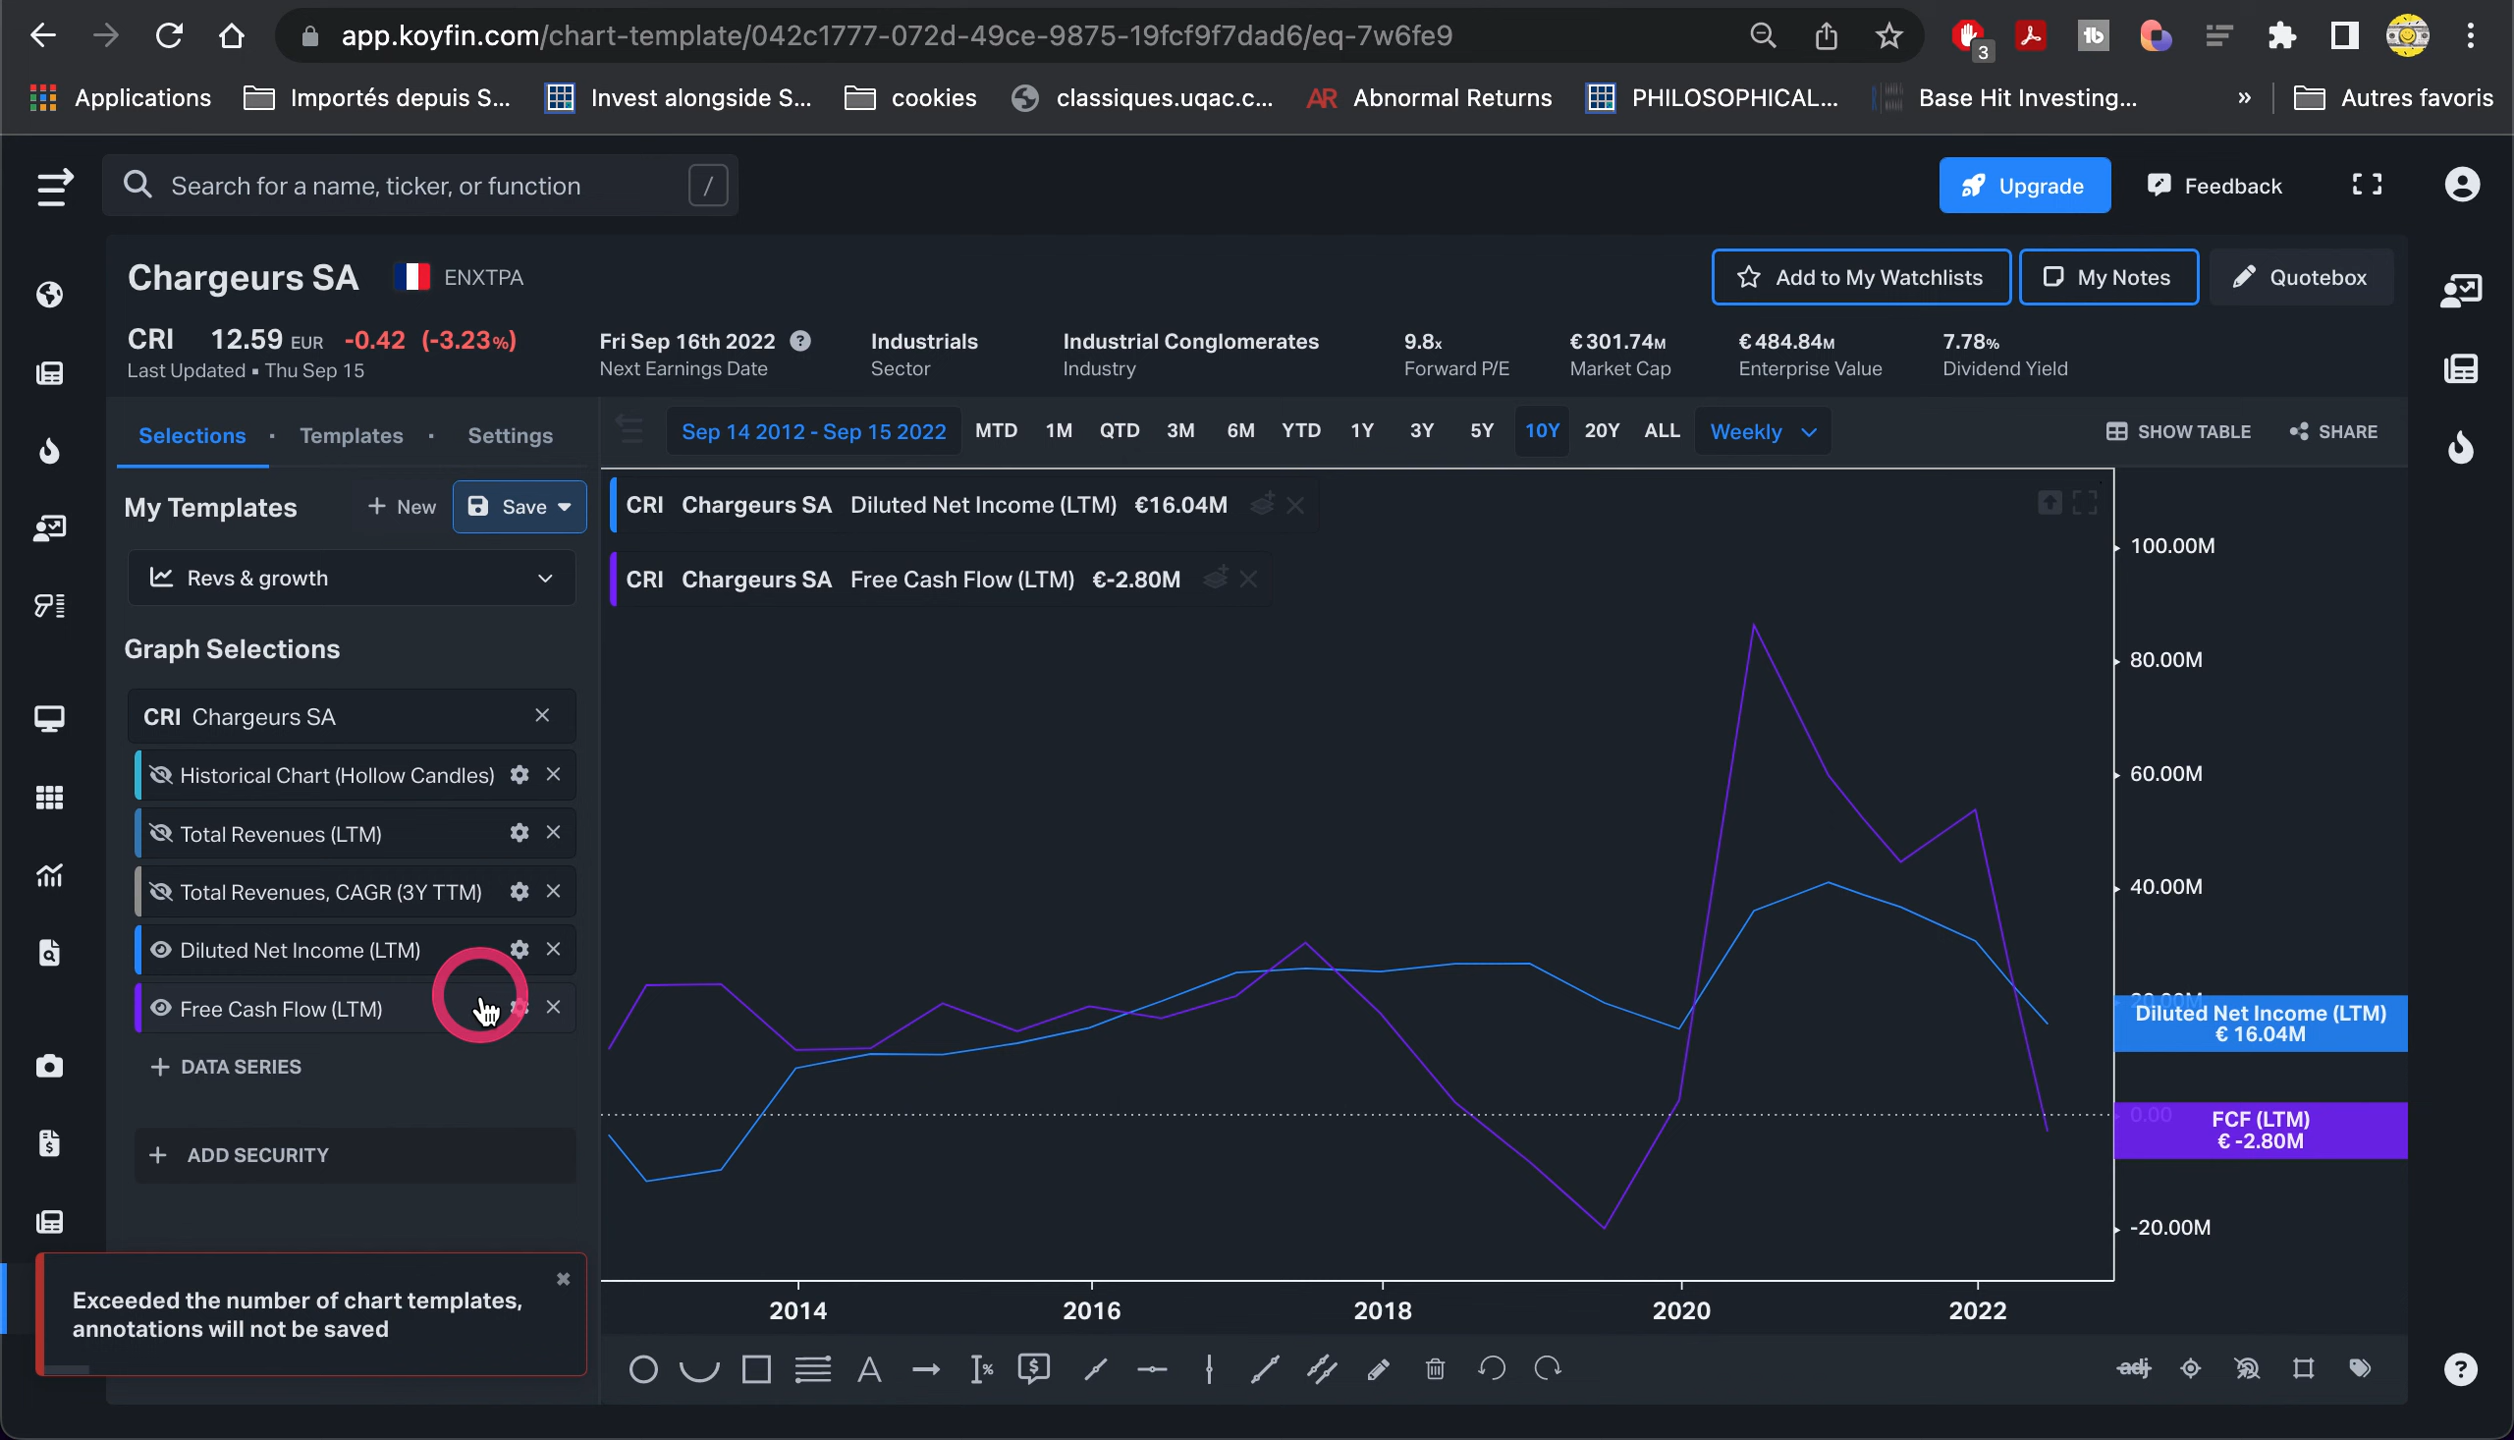 app.koyfin.com/chart-template/042c1777-072d-49ce-9875-19fcf9f7dad6/eq-7w6fe9
3
Applications
Importés depuis S...
Invest alongside S...
cookies
classiques.uqac.c...
AR Abnormal Returns
PHILOSOPHICAL...
Base Hit Investing...
»
Autres favoris
Search for a name, ticker, or function
/
Upgrade
Feedback
Chargeurs SA
ENXTPA
Add to My Watchlists
My Notes
Quotebox
CRI 12.59 EUR -0.42 (-3.23%)
Last Updated • Thu Sep 15
Fri Sep 16th 2022 ?
Next Earnings Date
Industrials
Sector
Industrial Conglomerates
Industry
9.8x
Forward P/E
€301.74M
Market Cap
€484.84M
Enterprise Value
7.78%
Dividend Yield
Selections · Templates · Settings
Sep 14 2012 - Sep 15 2022 MTD 1M QTD 3M 6M YTD 1Y 3Y 5Y 10Y 20Y ALL Weekly
SHOW TABLE
SHARE
My Templates
+ New
Save
Revs & growth
Graph Selections
CRI Chargeurs SA
Historical Chart (Hollow Candles)
Total Revenues (LTM)
Total Revenues, CAGR (3Y TTM)
Diluted Net Income (LTM)
Free Cash Flow (LTM)
+ DATA SERIES
+ ADD SECURITY
Exceeded the number of chart templates,
annotations will not be saved
CRI Chargeurs SA Diluted Net Income (LTM) €16.04M
CRI Chargeurs SA Free Cash Flow (LTM) €-2.80M
100.00M
80.00M
60.00M
40.00M
20.00M
Diluted Net Income (LTM)
€ 16.04M
0.00
FCF (LTM)
€ -2.80M
-20.00M
2014
2016
2018
2020
2022
A
%
$
adj
?